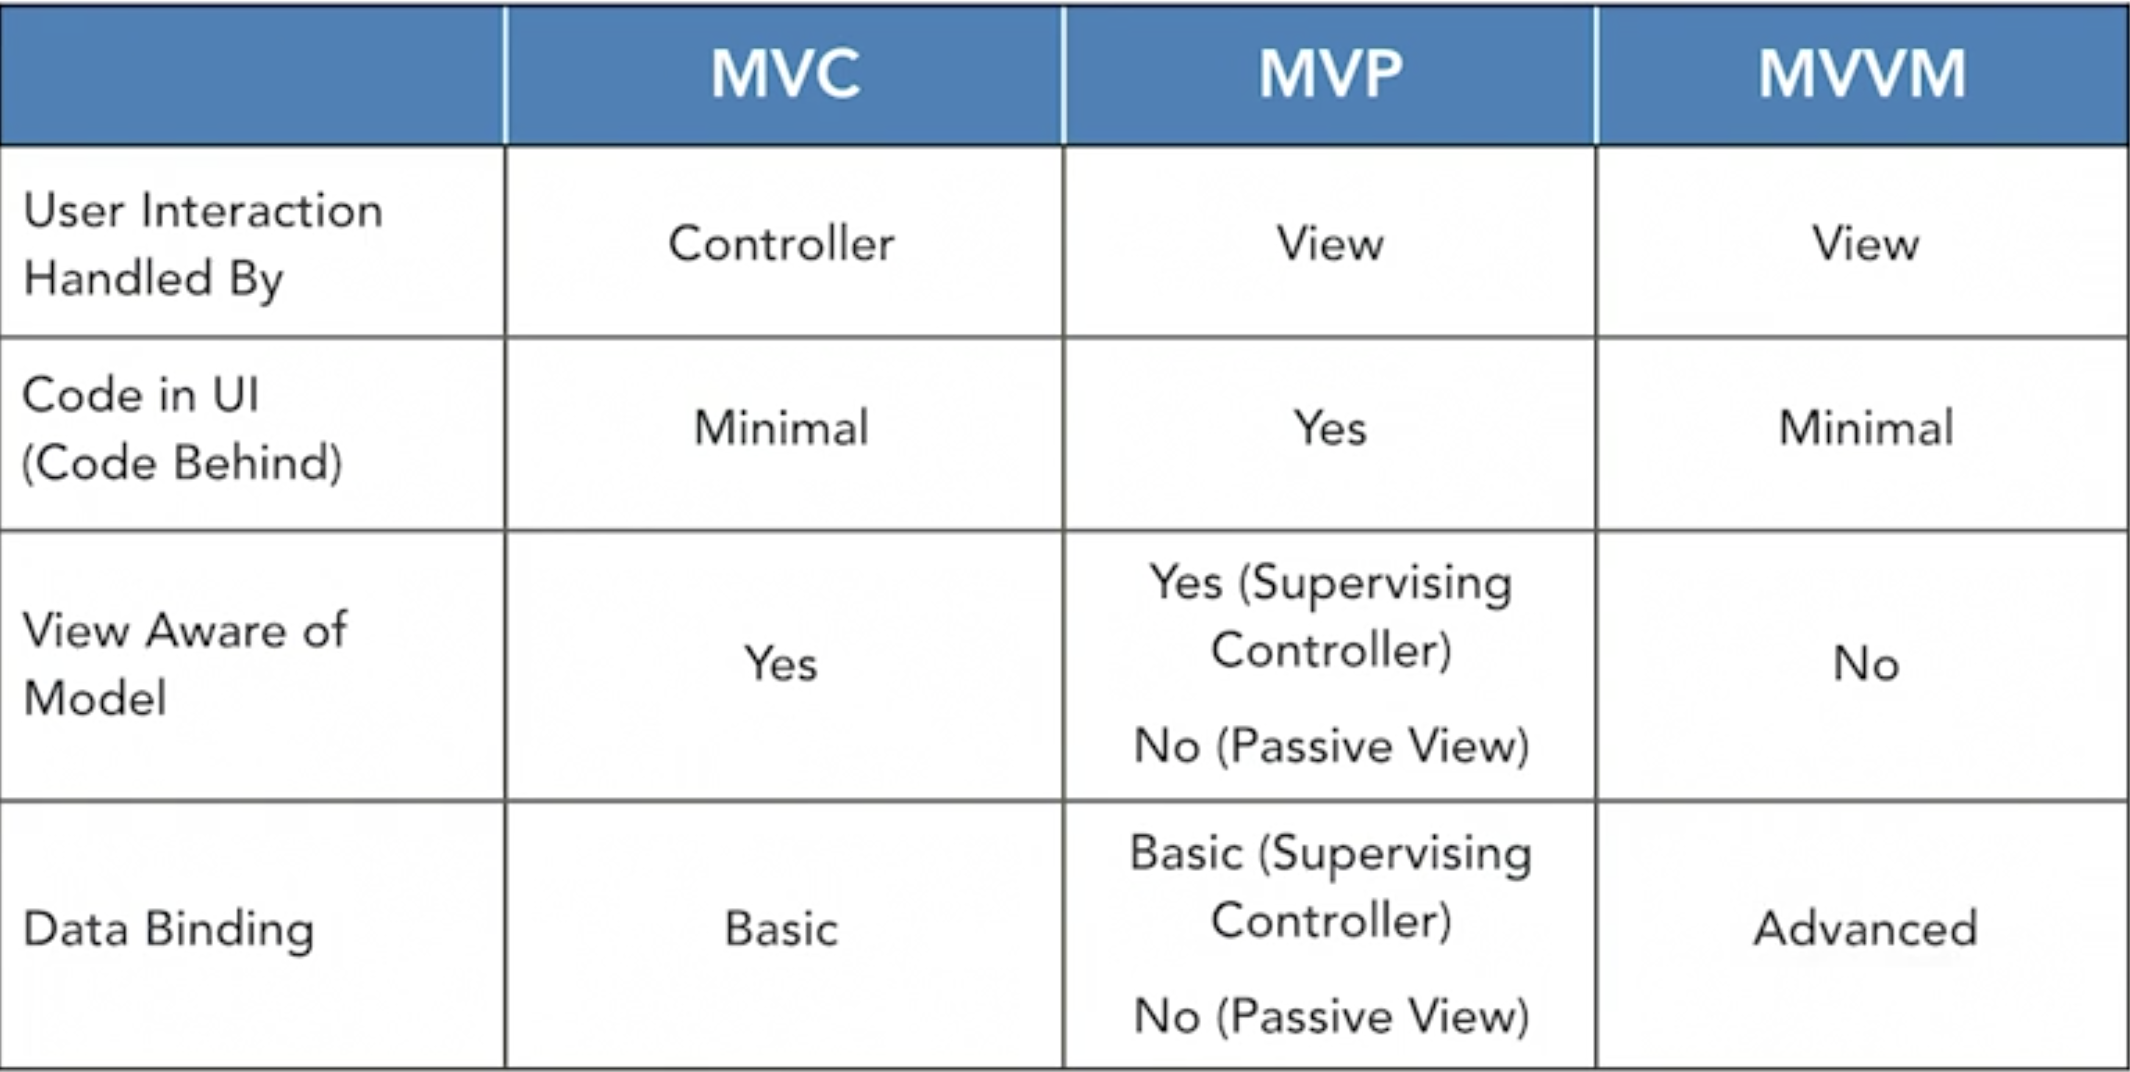 MVC MVP MVVM
User Interaction
Handled By
Controller
View
View
Code in UI
(Code Behind)
Minimal
Yes
Minimal
View Aware of
Model
Yes
Yes (Supervising
Controller)
No (Passive View)
No
Data Binding
Basic
Basic (Supervising
Controller)
No (Passive View)
Advanced